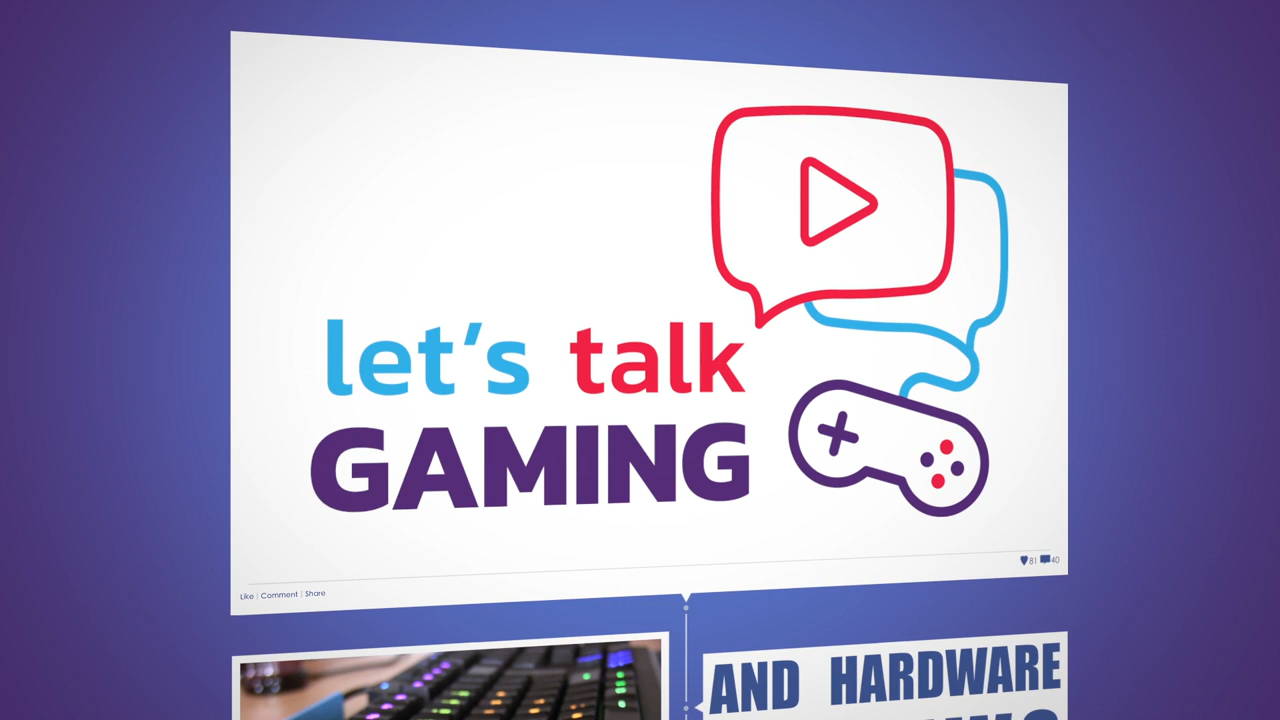 let's talk
GAMING
81 40
Like | Comment | Share
AND HARDWARE